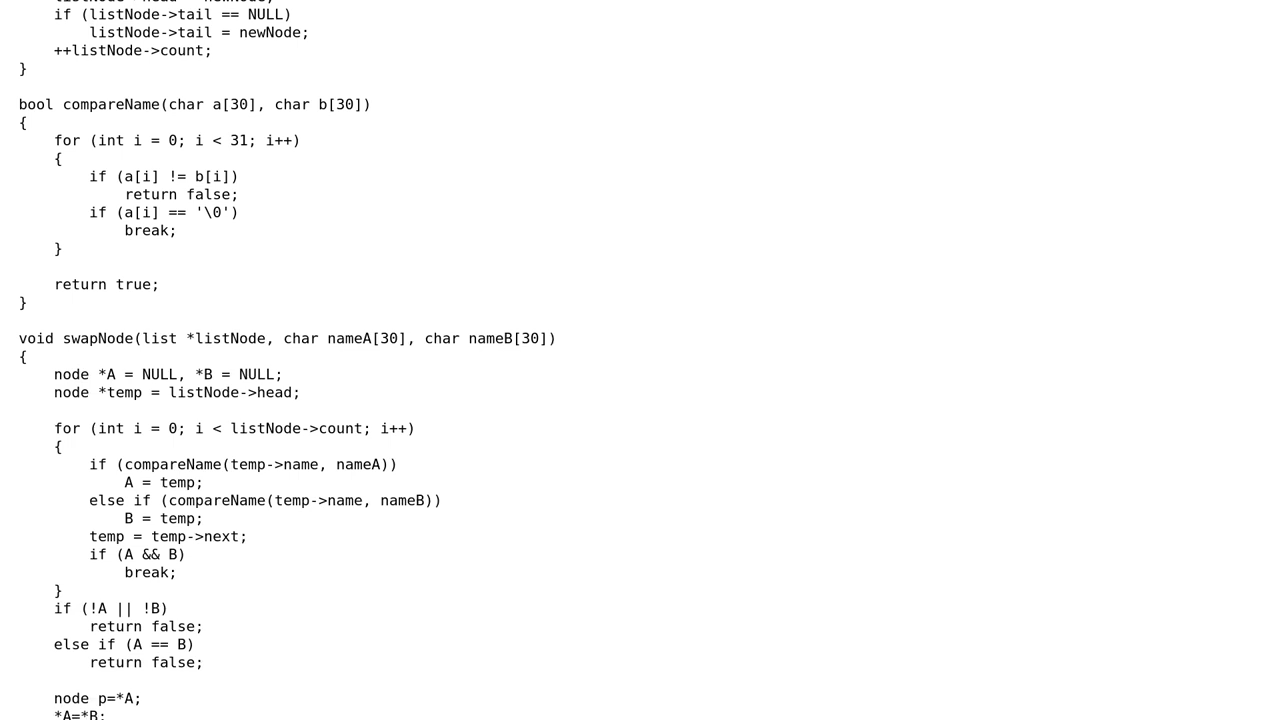 listNode->head = newNode;
    if (listNode->tail == NULL)
        listNode->tail = newNode;
    ++listNode->count;
}

bool compareName(char a[30], char b[30])
{
    for (int i = 0; i < 31; i++)
    {
        if (a[i] != b[i])
            return false;
        if (a[i] == '\0')
            break;
    }

    return true;
}

void swapNode(list *listNode, char nameA[30], char nameB[30])
{
    node *A = NULL, *B = NULL;
    node *temp = listNode->head;

    for (int i = 0; i < listNode->count; i++)
    {
        if (compareName(temp->name, nameA))
            A = temp;
        else if (compareName(temp->name, nameB))
            B = temp;
        temp = temp->next;
        if (A && B)
            break;
    }
    if (!A || !B)
        return false;
    else if (A == B)
        return false;

    node p=*A;
    *A=*B;